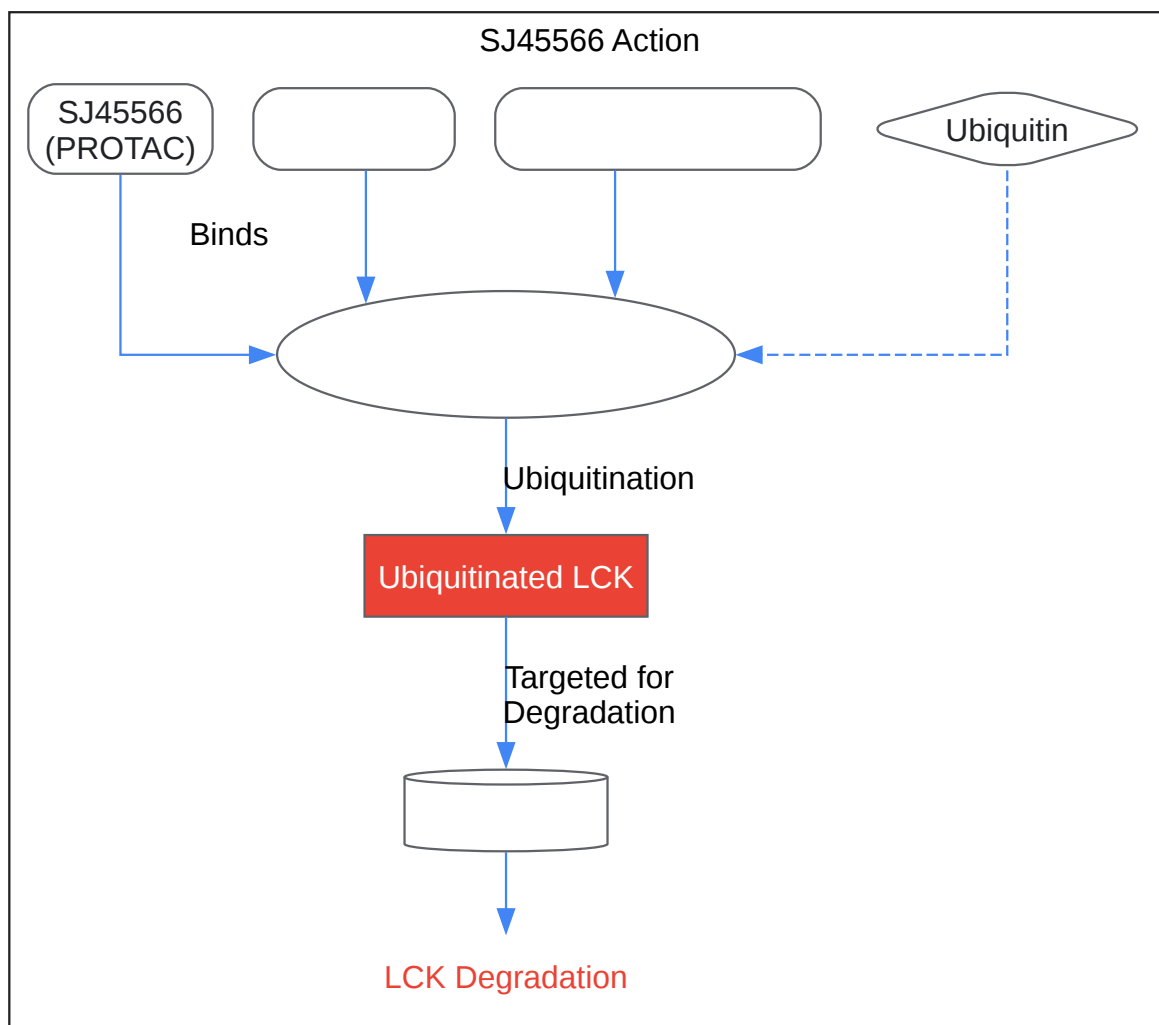 SJ45566 Action
SJ45566
(PROTAC)
Ubiquitin
Binds
Ubiquitination
Ubiquitinated LCK
Targeted for
Degradation
LCK Degradation